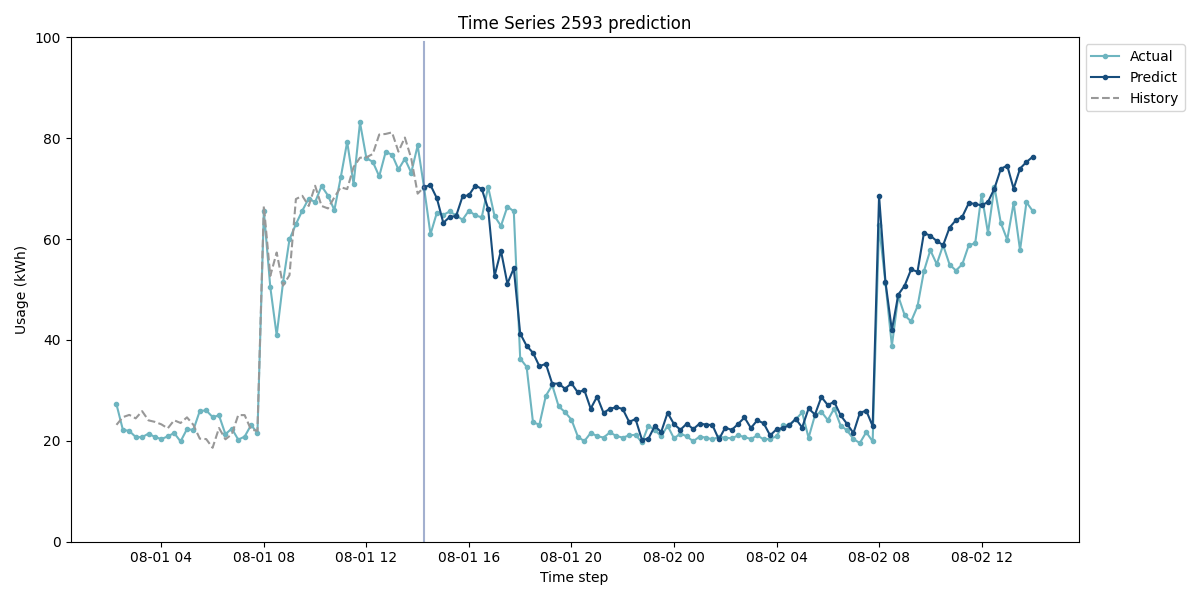 Time Series 2593 prediction
Usage (kWh)
100
80
60
40
20
0
08-01 04
08-01 08
08-01 12
08-01 16
08-01 20
08-02 00
08-02 04
08-02 08
08-02 12
Time step
Actual
Predict
History